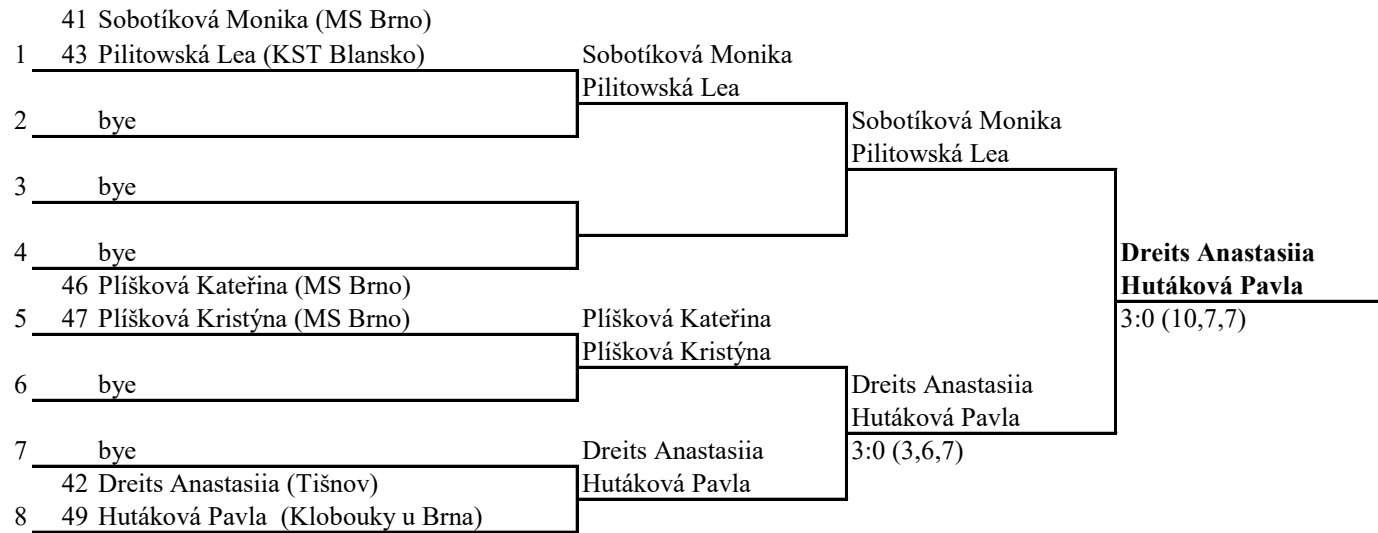 41 Sobotíková Monika (MS Brno)
1 43 Pilitowská Lea (KST Blansko) Sobotíková Monika
Pilitowská Lea
2 bye Sobotíková Monika
Pilitowská Lea
3 bye
4 bye Dreits Anastasiia
46 Plíšková Kateřina (MS Brno) Hutáková Pavla
5 47 Plíšková Kristýna (MS Brno) Plíšková Kateřina 3:0 (10,7,7)
Plíšková Kristýna
6 bye Dreits Anastasiia
Hutáková Pavla
7 bye Dreits Anastasiia 3:0 (3,6,7)
42 Dreits Anastasiia (Tišnov) Hutáková Pavla
8 49 Hutáková Pavla (Klobouky u Brna)